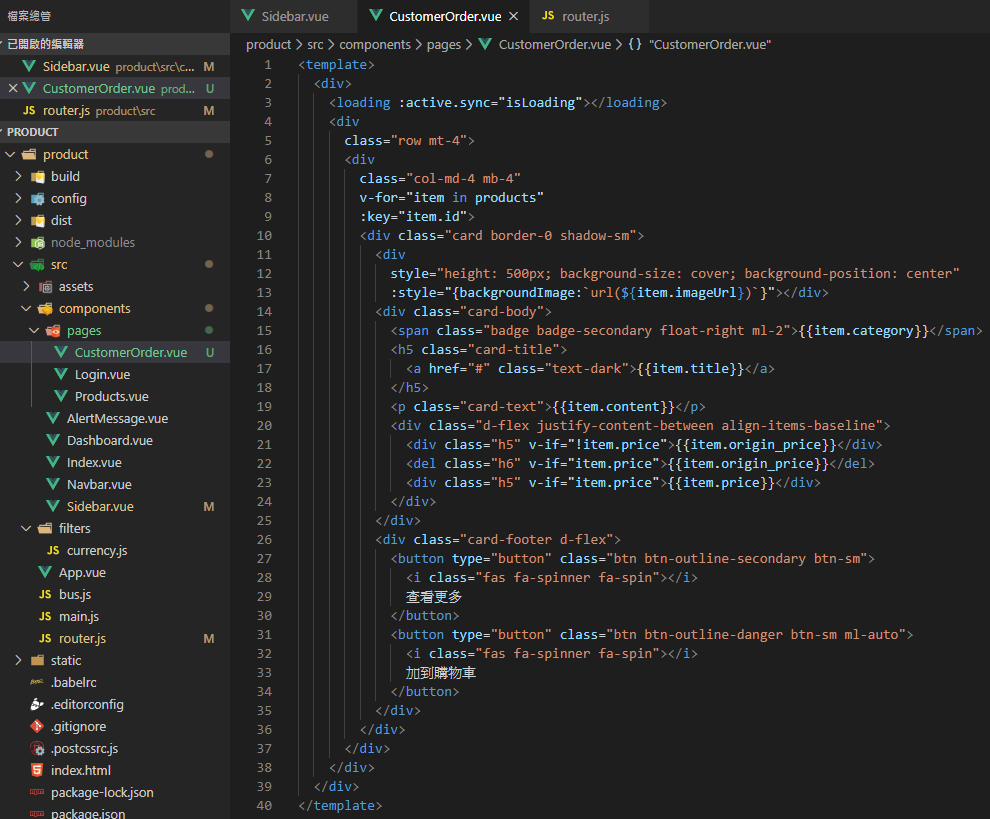 檔案總管
已開啟的編輯器
Sidebar.vue product\src\c... M
CustomerOrder.vue prod... U
router.js product\src M
PRODUCT
product
build
config
dist
node_modules
src
assets
components
pages
CustomerOrder.vue U
Login.vue
Products.vue
AlertMessage.vue
Dashboard.vue
Index.vue
Navbar.vue
Sidebar.vue M
filters
JS currency.js
App.vue
JS bus.js
JS main.js
JS router.js M
static
.babelrc
.editorconfig
.gitignore
.postcssrc.js
index.html
package-lock.json
package.json
Sidebar.vue CustomerOrder.vue JS router.js
product > src > components > pages > CustomerOrder.vue > {} "CustomerOrder.vue"
1 <template>
2 <div>
3 <loading :active.sync="isLoading"></loading>
4 <div
5 class="row mt-4">
6 <div
7 class="col-md-4 mb-4"
8 v-for="item in products"
9 :key="item.id">
10 <div class="card border-0 shadow-sm">
11 <div
12 style="height: 500px; background-size: cover; background-position: center"
13 :style="{backgroundImage:`url(${item.imageUrl})`}"></div>
14 <div class="card-body">
15 <span class="badge badge-secondary float-right ml-2">{{item.category}}</span>
16 <h5 class="card-title">
17 <a href="#" class="text-dark">{{item.title}}</a>
18 </h5>
19 <p class="card-text">{{item.content}}</p>
20 <div class="d-flex justify-content-between align-items-baseline">
21 <div class="h5" v-if="!item.price">{{item.origin_price}}</div>
22 <del class="h6" v-if="item.price">{{item.origin_price}}</del>
23 <div class="h5" v-if="item.price">{{item.price}}</div>
24 </div>
25 </div>
26 <div class="card-footer d-flex">
27 <button type="button" class="btn btn-outline-secondary btn-sm">
28 <i class="fas fa-spinner fa-spin"></i>
29 查看更多
30 </button>
31 <button type="button" class="btn btn-outline-danger btn-sm ml-auto">
32 <i class="fas fa-spinner fa-spin"></i>
33 加到購物車
34 </button>
35 </div>
36 </div>
37 </div>
38 </div>
39 </div>
40 </template>